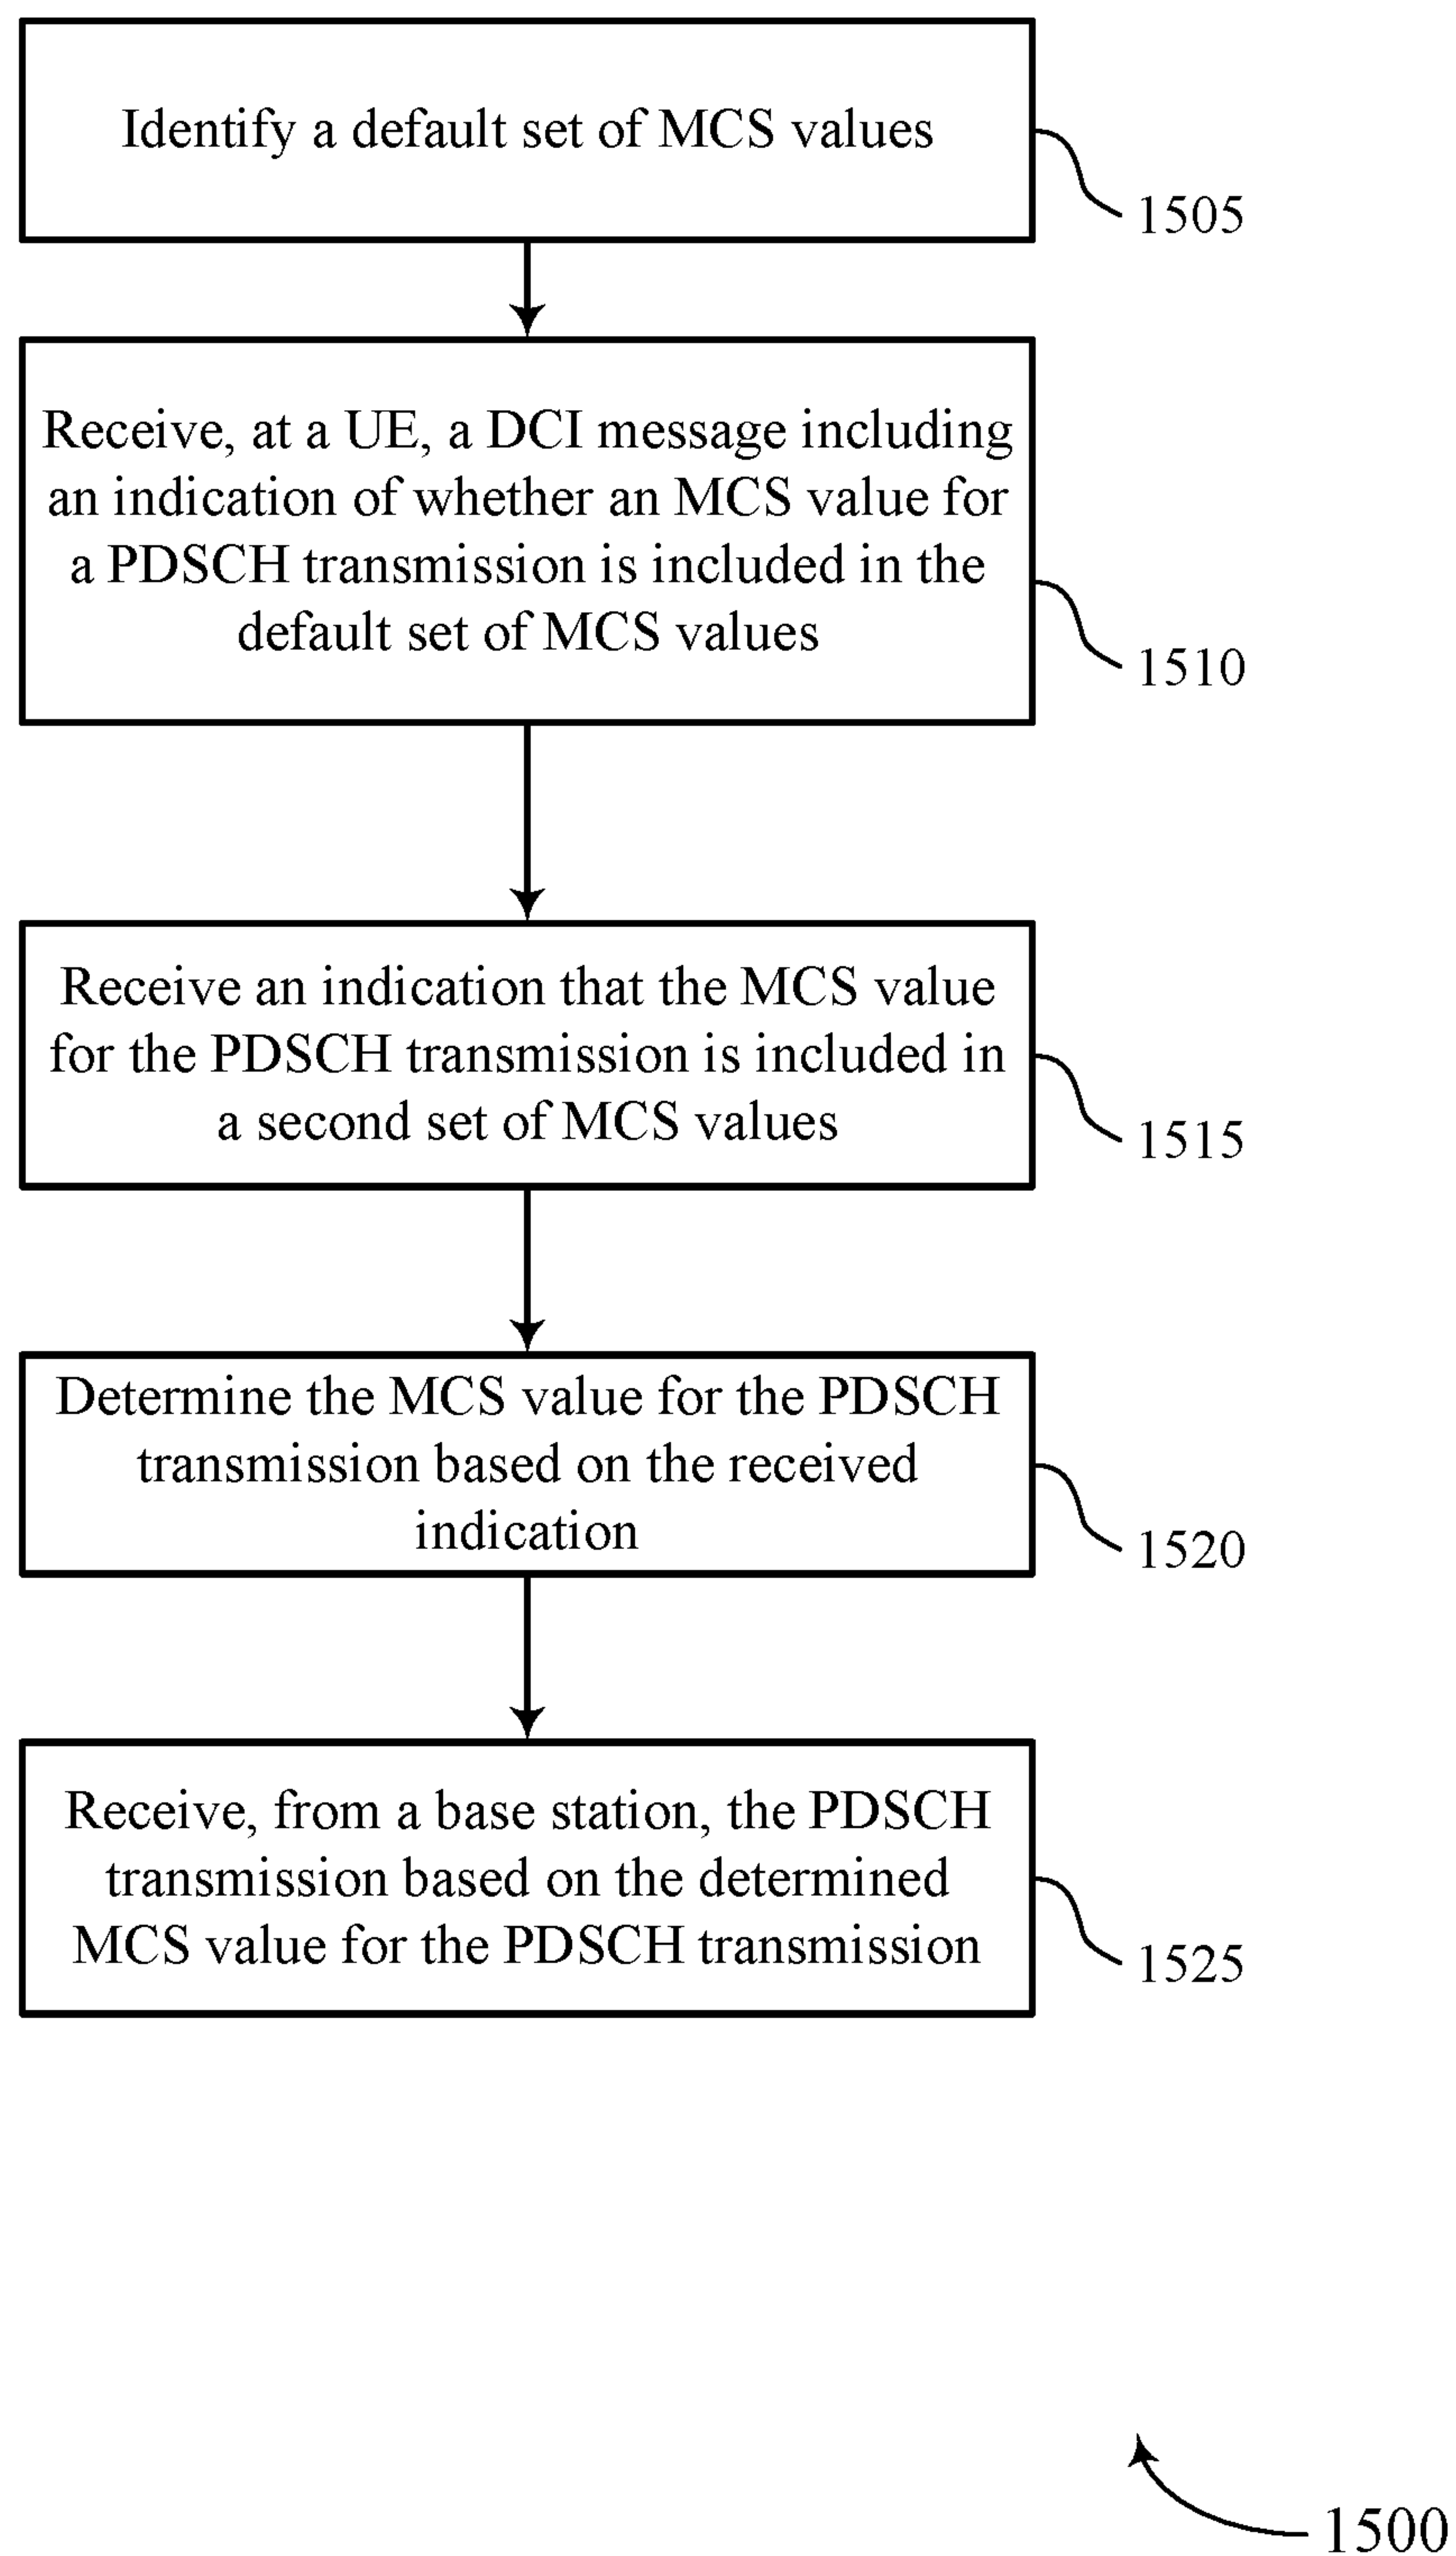 Identify a default set of MCS values
1505
Receive, at a UE, a DCI message including
an indication of whether an MCS value for
a PDSCH transmission is included in the
default set of MCS values
1510
Receive an indication that the MCS value
for the PDSCH transmission is included in
a second set of MCS values
1515
Determine the MCS value for the PDSCH
transmission based on the received
indication
1520
Receive, from a base station, the PDSCH
transmission based on the determined
MCS value for the PDSCH transmission
1525
1500